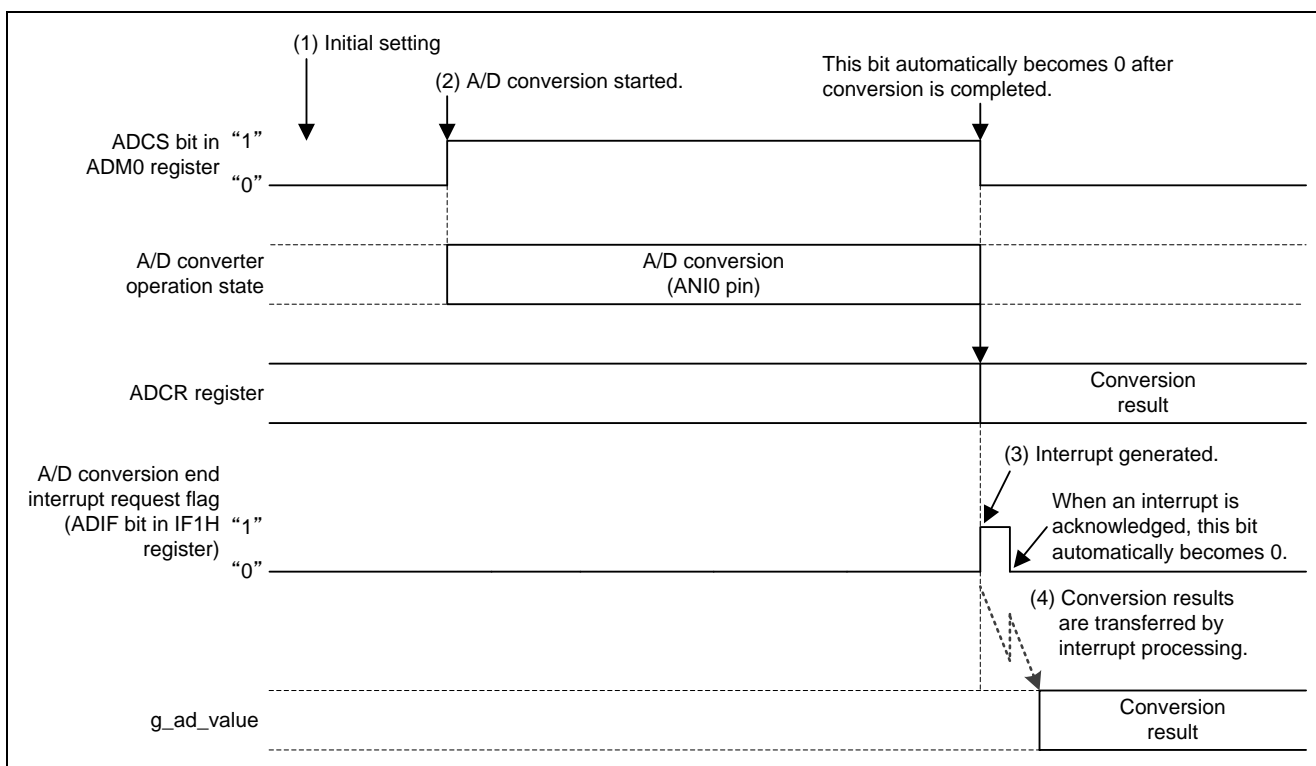 (1) Initial setting
(2) A/D conversion started.
This bit automatically becomes 0 after
conversion is completed.
ADCS bit in
ADM0 register
“1”
“0”
A/D converter
operation state
A/D conversion
(ANI0 pin)
ADCR register
Conversion
result
A/D conversion end
interrupt request flag
(ADIF bit in IF1H
register)
“1”
“0”
(3) Interrupt generated.
When an interrupt is
acknowledged, this bit
automatically becomes 0.
(4) Conversion results
are transferred by
interrupt processing.
g_ad_value
Conversion
result